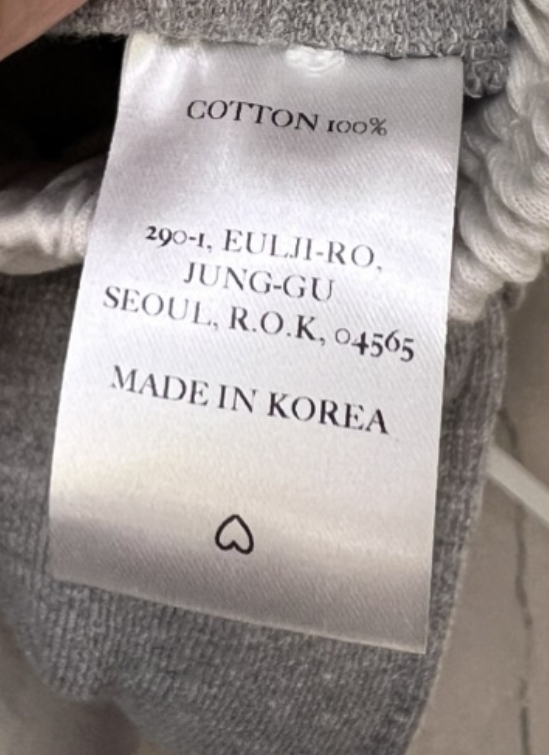 COTTON 100%
290-1, EULJI-RO,
JUNG-GU
SEOUL, R.O.K, 04565
MADE IN KOREA